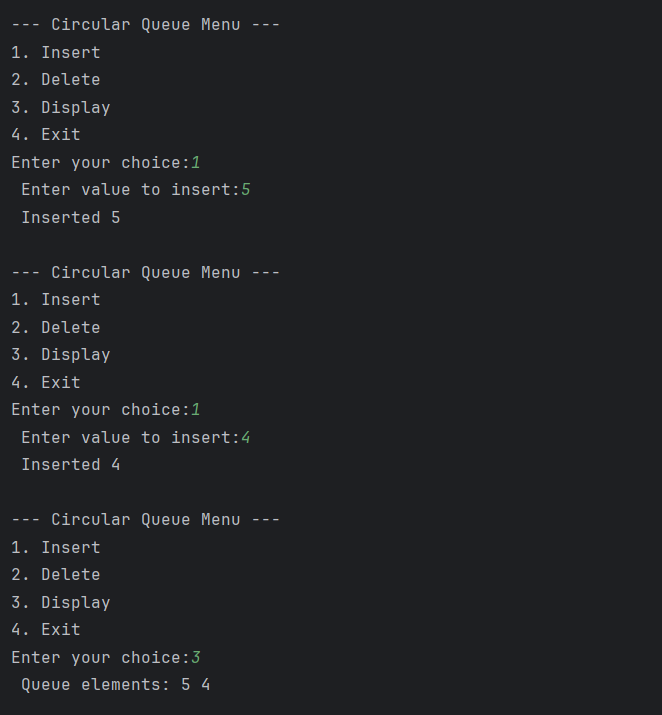 --- Circular Queue Menu ---
1. Insert
2. Delete
3. Display
4. Exit
Enter your choice:1
 Enter value to insert:5
 Inserted 5

--- Circular Queue Menu ---
1. Insert
2. Delete
3. Display
4. Exit
Enter your choice:1
 Enter value to insert:4
 Inserted 4

--- Circular Queue Menu ---
1. Insert
2. Delete
3. Display
4. Exit
Enter your choice:3
 Queue elements: 5 4